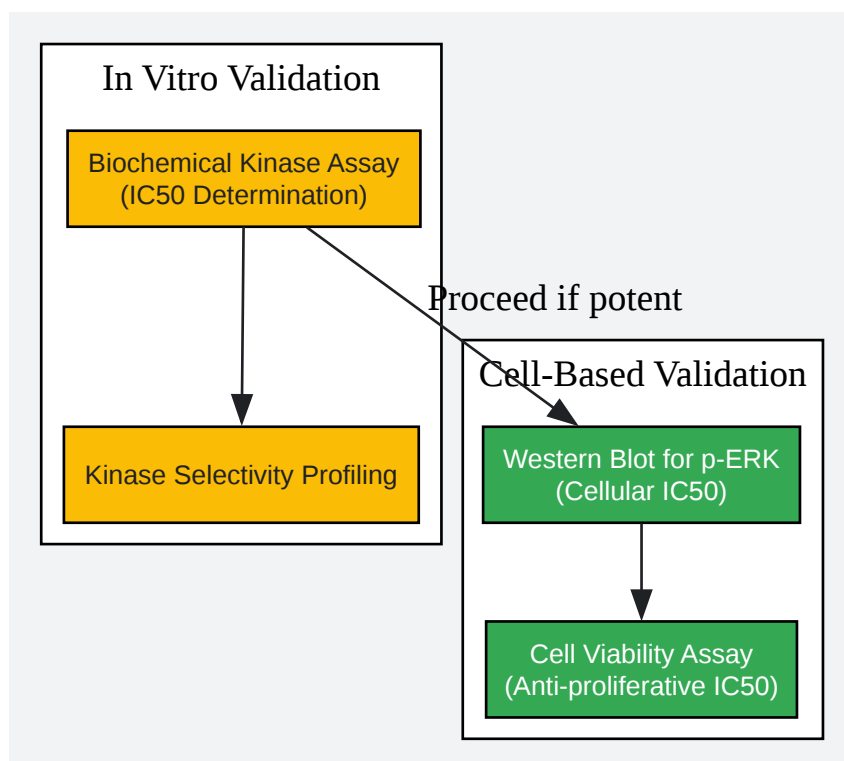 In Vitro Validation
Biochemical Kinase Assay
(IC50 Determination)
Proceed if potent
Kinase Selectivity Profiling
Cell-Based Validation
Western Blot for p-ERK
(Cellular IC50)
Cell Viability Assay
(Anti-proliferative IC50)